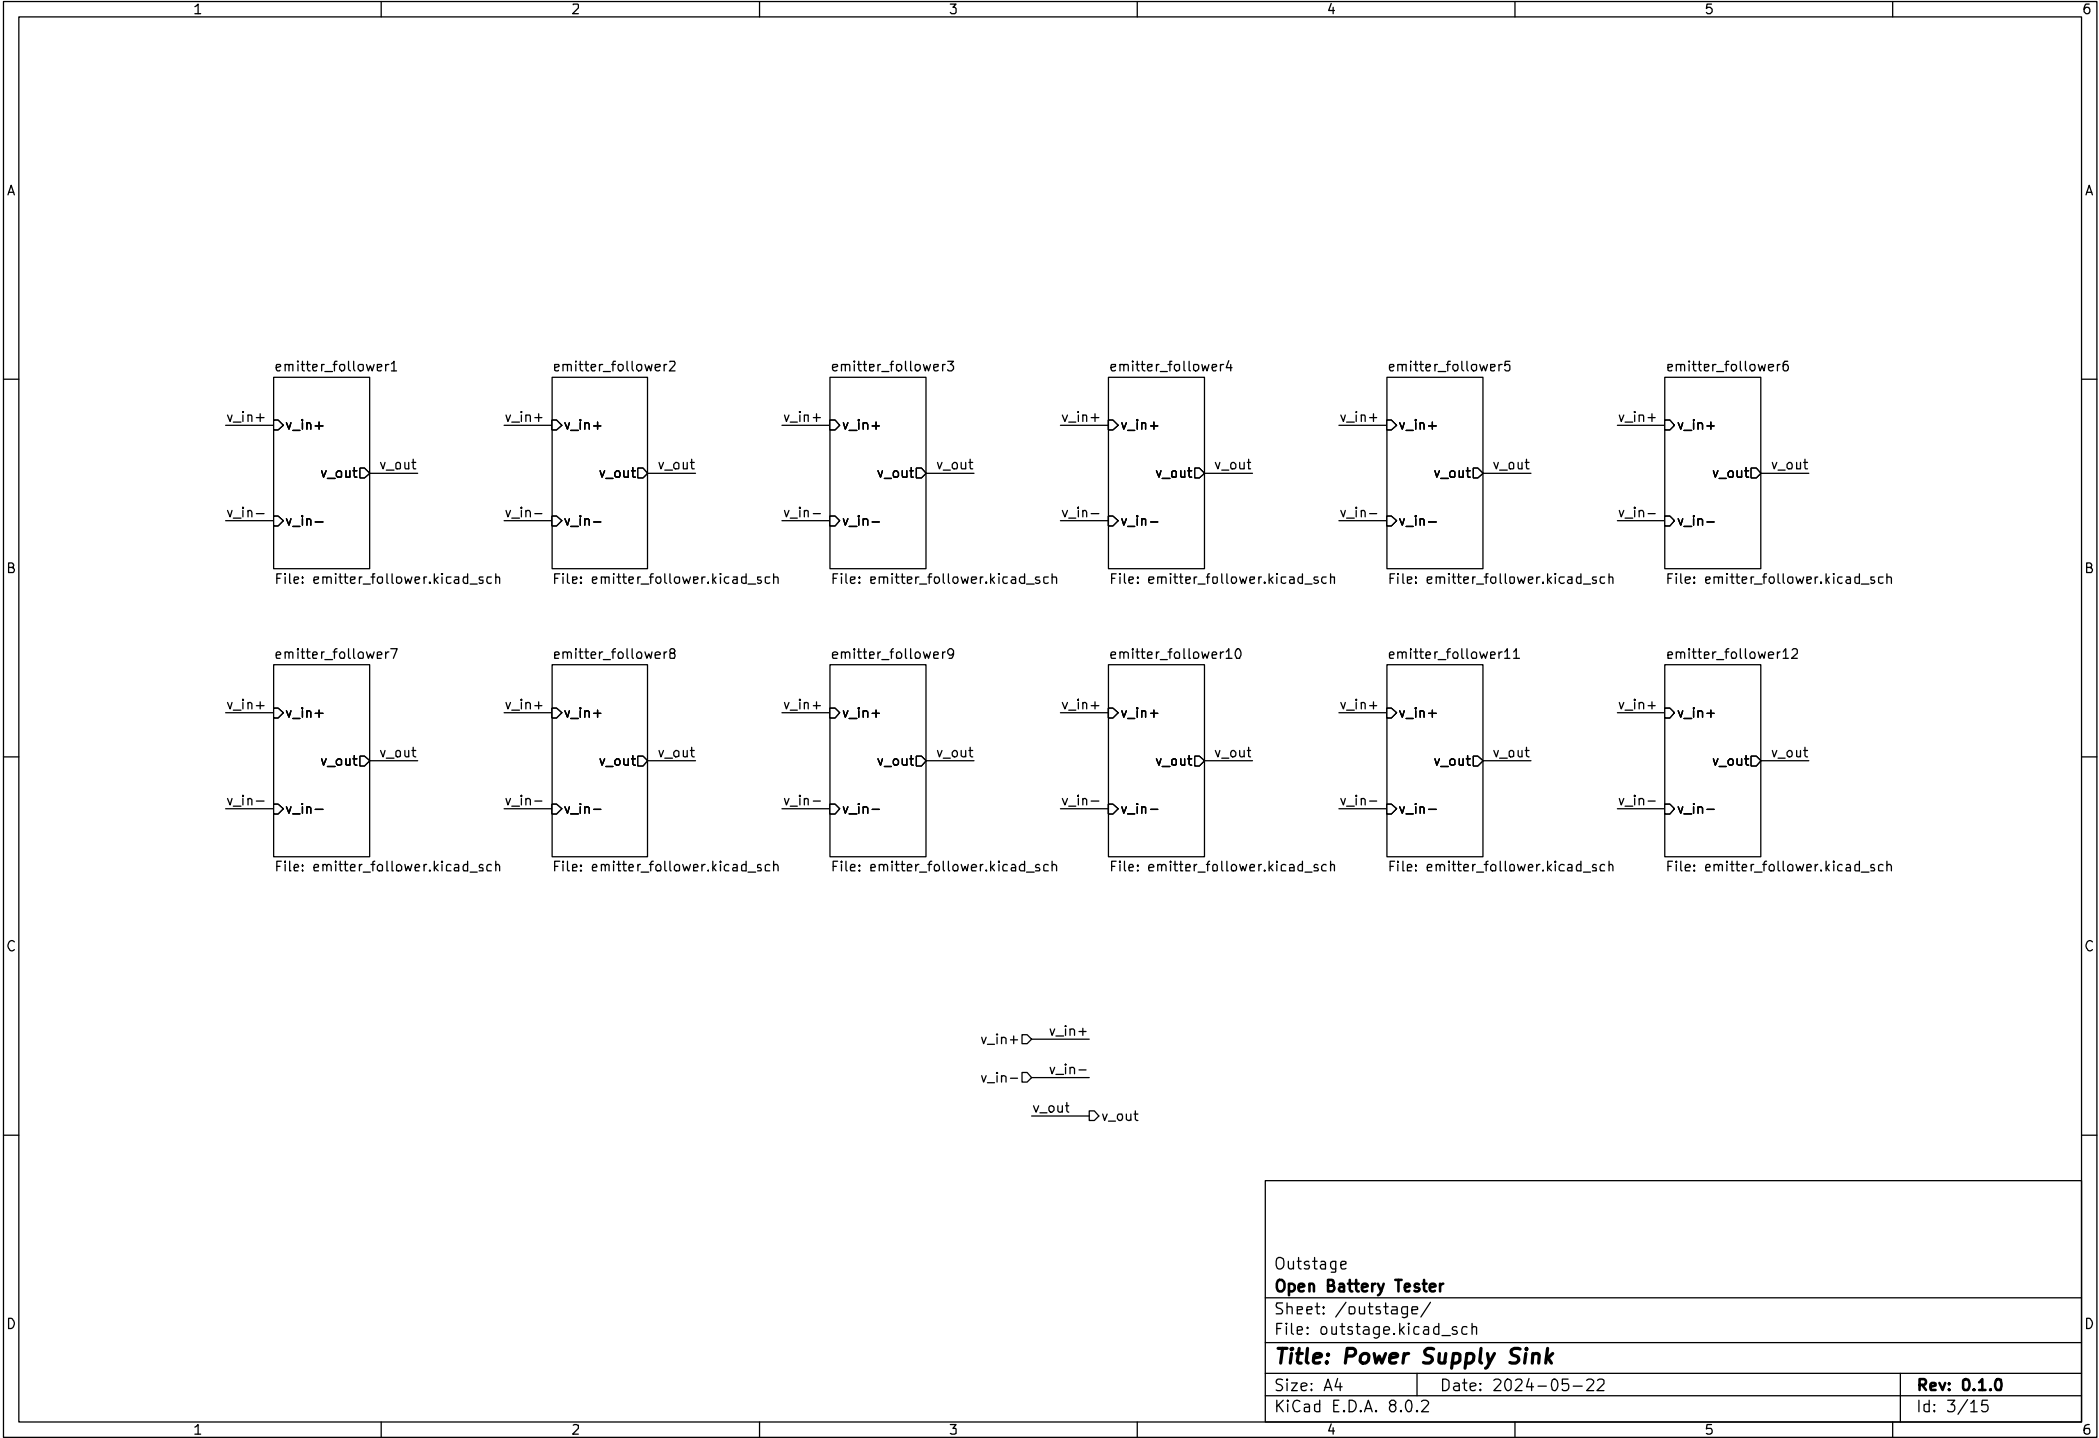 1 2 3 4 5 6
A A
emitter_follower1 emitter_follower2 emitter_follower3 emitter_follower4 emitter_follower5 emitter_follower6
v_in+ v_in+ v_in+ v_in+ v_in+ v_in+
v_in+ v_in+ v_in+ v_in+ v_in+ v_in+
v_out v_out v_out v_out v_out v_out
v_out v_out v_out v_out v_out v_out
v_in- v_in- v_in- v_in- v_in- v_in-
v_in- v_in- v_in- v_in- v_in- v_in-
B B
File: emitter_follower.kicad_sch File: emitter_follower.kicad_sch File: emitter_follower.kicad_sch File: emitter_follower.kicad_sch File: emitter_follower.kicad_sch File: emitter_follower.kicad_sch
emitter_follower7 emitter_follower8 emitter_follower9 emitter_follower10 emitter_follower11 emitter_follower12
v_in+ v_in+ v_in+ v_in+ v_in+ v_in+
v_in+ v_in+ v_in+ v_in+ v_in+ v_in+
v_out v_out v_out v_out v_out v_out
v_out v_out v_out v_out v_out v_out
v_in- v_in- v_in- v_in- v_in- v_in-
v_in- v_in- v_in- v_in- v_in- v_in-
File: emitter_follower.kicad_sch File: emitter_follower.kicad_sch File: emitter_follower.kicad_sch File: emitter_follower.kicad_sch File: emitter_follower.kicad_sch File: emitter_follower.kicad_sch
C C
v_in+ v_in+
v_in- v_in-
v_out v_out
Outstage
Open Battery Tester
Sheet: /outstage/
File: outstage.kicad_sch
D D
Title: Power Supply Sink
Size: A4 Date: 2024-05-22 Rev: 0.1.0
KiCad E.D.A. 8.0.2 Id: 3/15
1 2 3 4 5 6